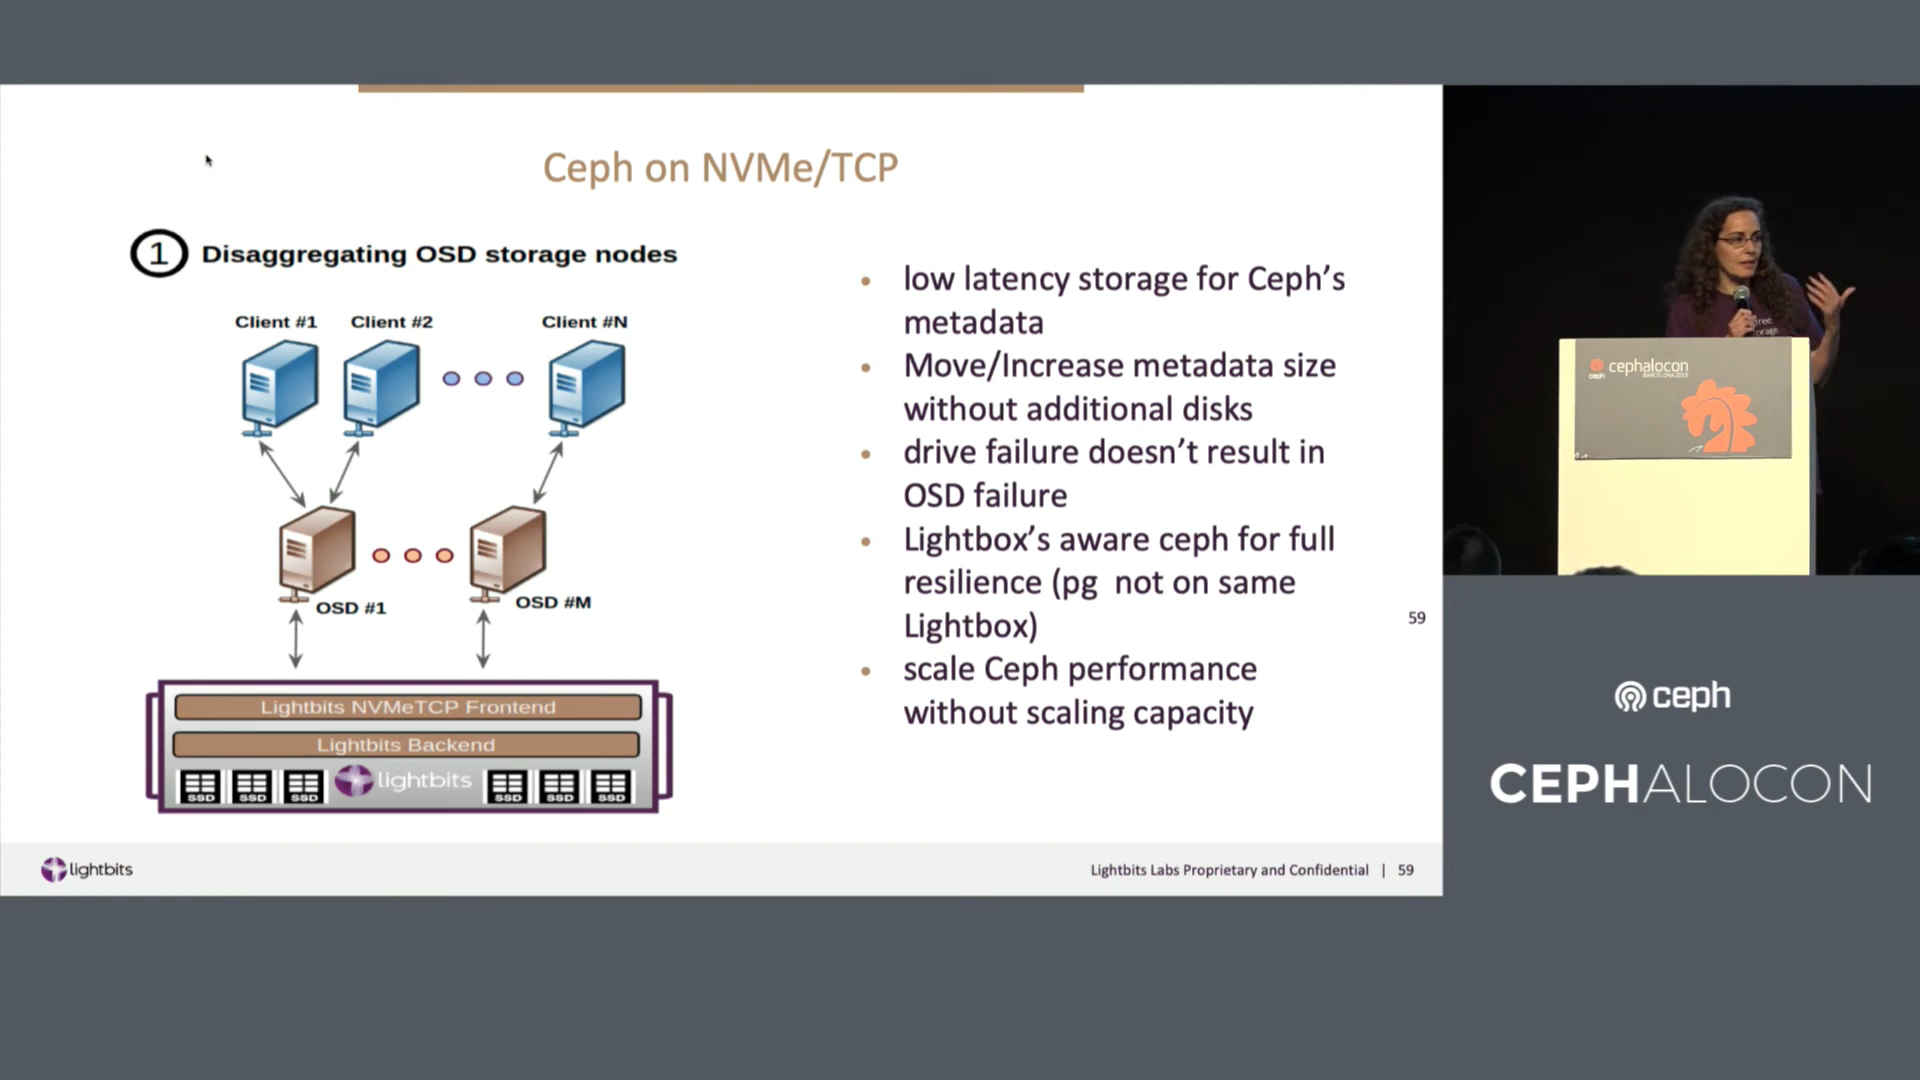 Ceph on NVMe/TCP
1 Disaggregating OSD storage nodes
Client #1 Client #2 Client #N
OSD #1 OSD #M
Lightbits NVMeTCP Frontend
Lightbits Backend
SSD SSD SSD lightbits SSD SSD SSD
• low latency storage for Ceph’s
metadata
• Move/Increase metadata size
without additional disks
• drive failure doesn’t result in
OSD failure
• Lightbox’s aware ceph for full
resilience (pg not on same
Lightbox)
• scale Ceph performance
without scaling capacity
59
lightbits
Lightbits Labs Proprietary and Confidential | 59
ceph
cephalocon
BARCELONA 2019
ceph
CEPHALOCON